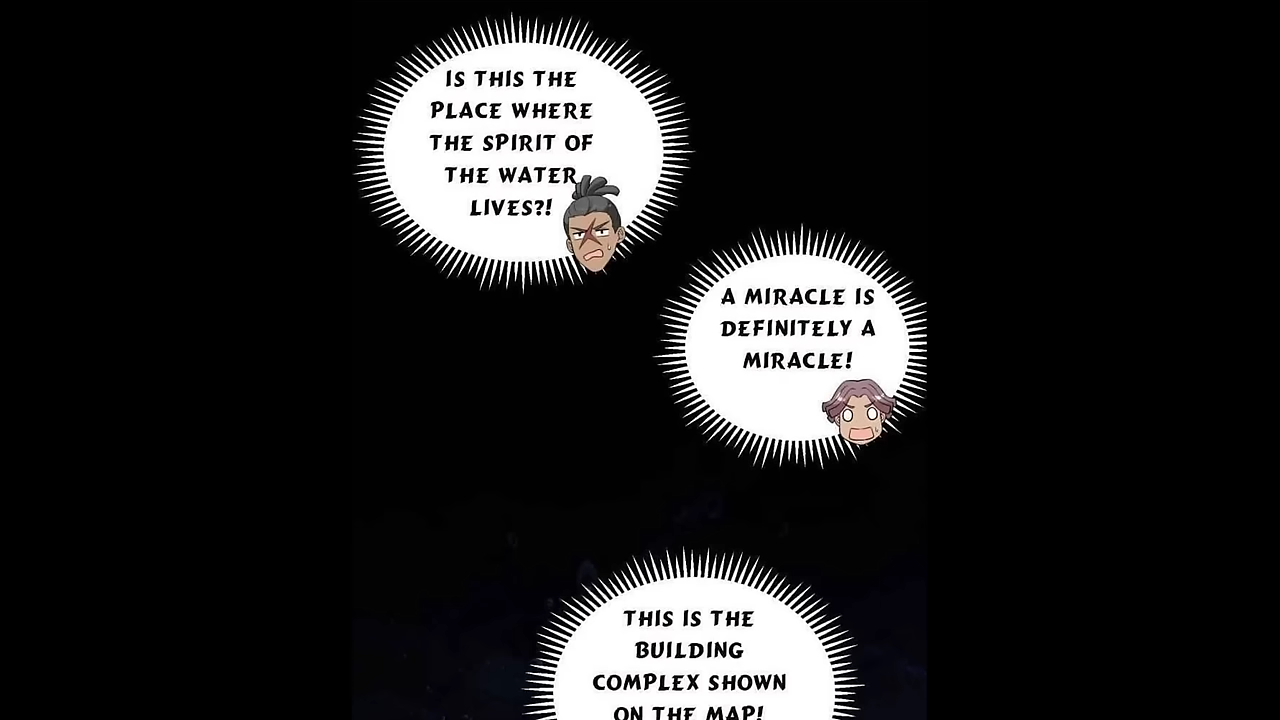 IS THIS THE
PLACE WHERE
THE SPIRIT OF
THE WATER
LIVES?!
A MIRACLE IS
DEFINITELY A
MIRACLE!
THIS IS THE
BUILDING
COMPLEX SHOWN
ON THE MAP!